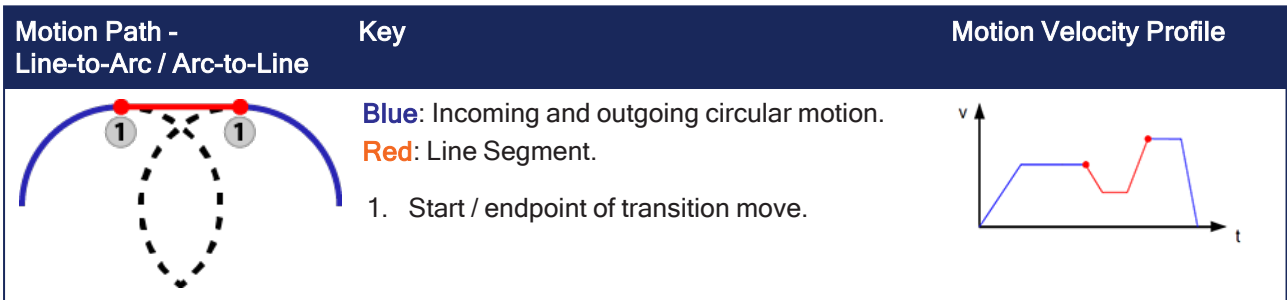 Motion Path -
Line-to-Arc / Arc-to-Line
Key
Motion Velocity Profile
1 1
Blue: Incoming and outgoing circular motion.
Red: Line Segment.
1. Start / endpoint of transition move.
v
t